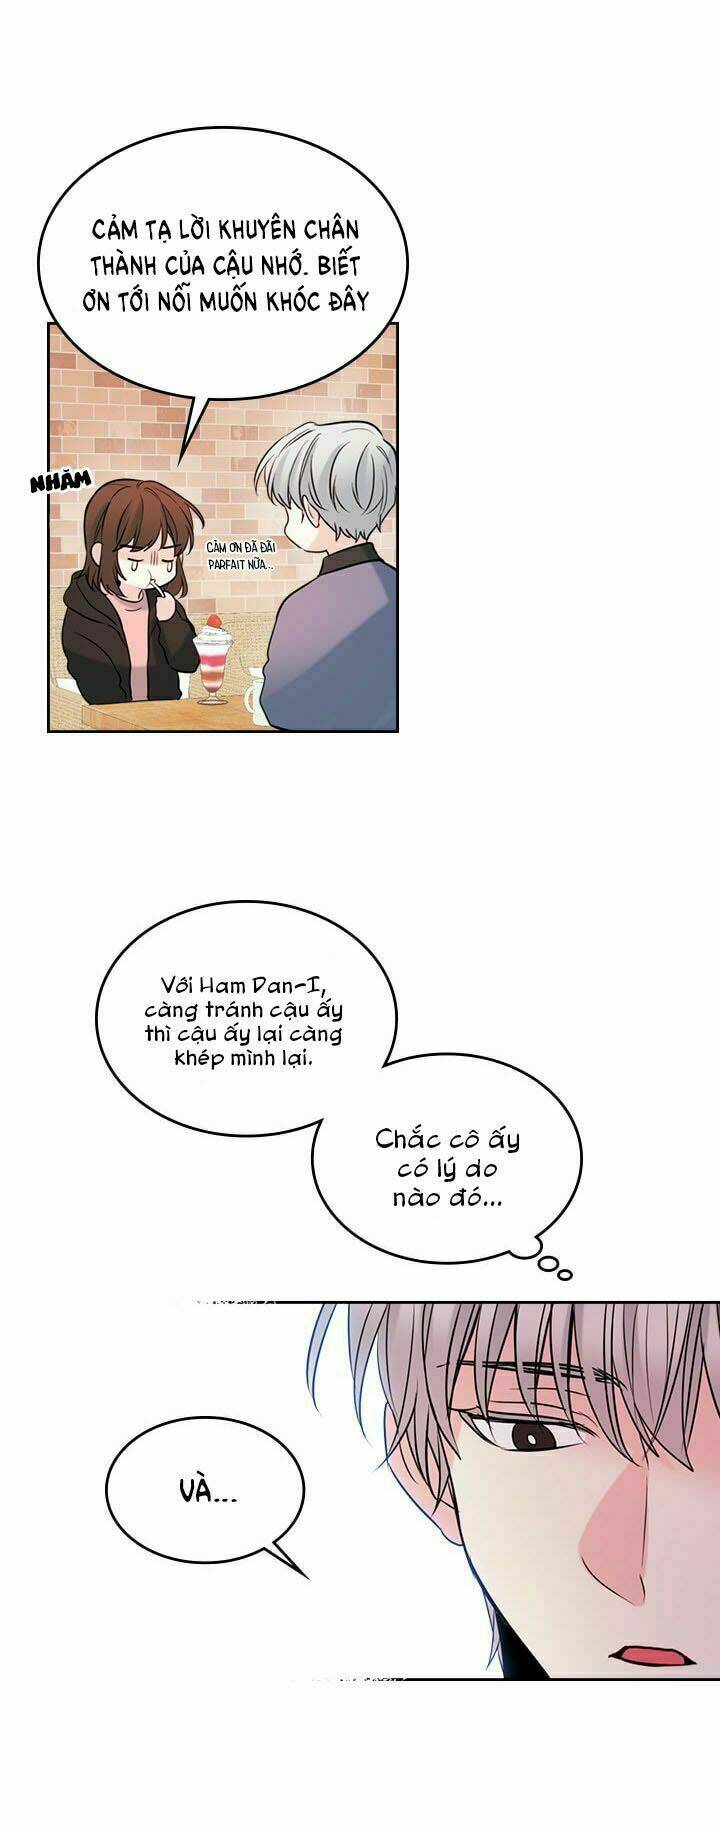 CẢM TẠ LỜI KHUYÊN CHÂN
THÀNH CỦA CẬU NHỚ. BIẾT
ƠN TỚI NỖI MUỐN KHÓC ĐÂY
NHĂM
CẢM ƠN ĐÃ ĐÃI
PARFAIT NỮA...
Với Ham Dan-I,
càng tránh cậu ấy
thì cậu ấy lại càng
khép mình lại.
Chắc cô ấy
có lý do
nào đó...
VÀ...